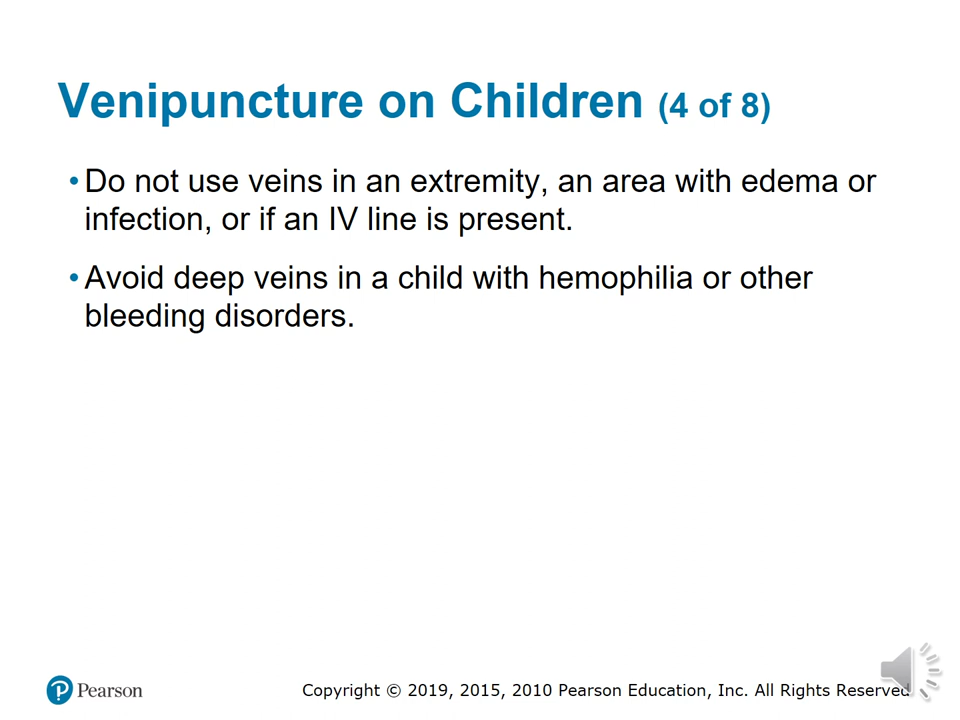 Venipuncture on Children (4 of 8)
• Do not use veins in an extremity, an area with edema or
infection, or if an IV line is present.
• Avoid deep veins in a child with hemophilia or other
bleeding disorders.
Pearson
Copyright © 2019, 2015, 2010 Pearson Education, Inc. All Rights Reserved